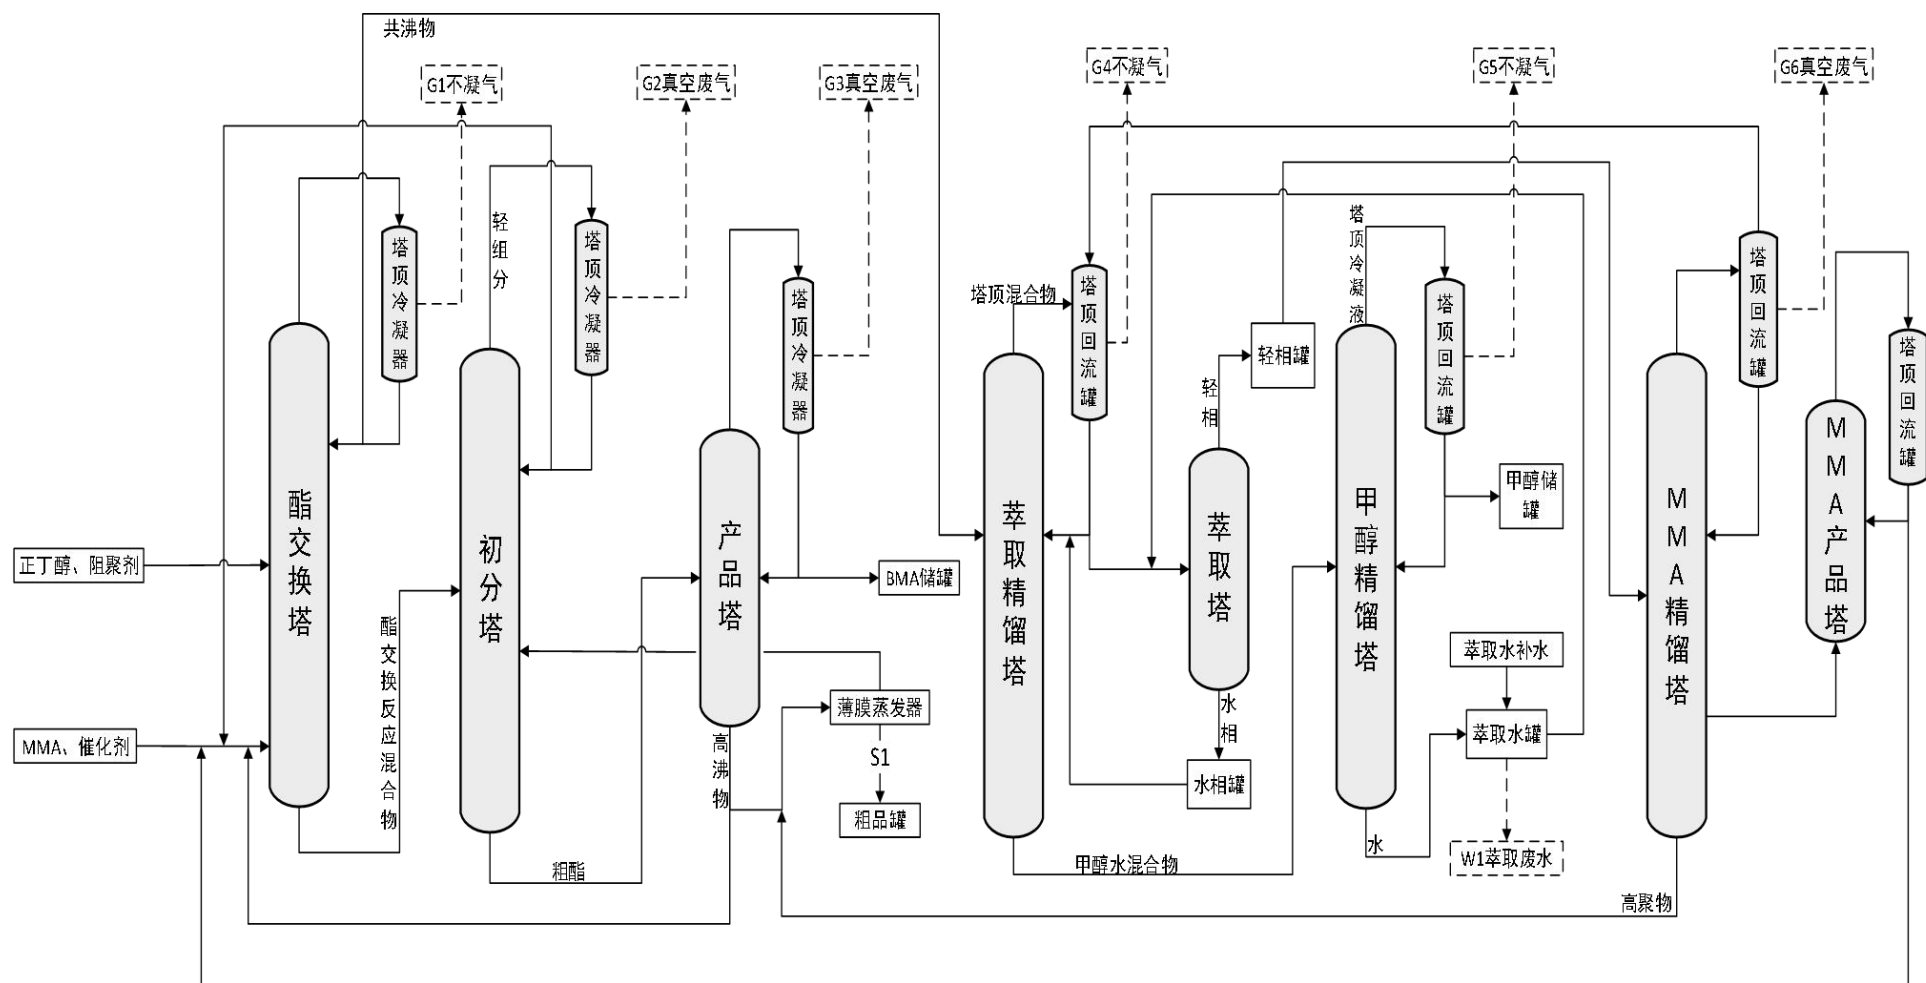 共沸物
G1不凝气
G2真空废气
G3真空废气
G4不凝气
G5不凝气
G6真空废气
轻组分
塔顶冷凝器
塔顶冷凝器
塔顶冷凝器
塔顶混合物
塔顶回流罐
塔顶冷凝液
塔顶回流罐
塔顶回流罐
塔顶回流罐
轻相罐
轻相
甲醇储罐
酯交换塔
初分塔
产品塔
萃取精馏塔
萃取塔
甲醇精馏塔
MMA精馏塔
MMA产品塔
正丁醇、阻聚剂
BMA储罐
酯交换反应混合物
萃取水补水
薄膜蒸发器
水相
萃取水罐
MMA、催化剂
高沸物
S1
水相罐
粗品罐
水
W1萃取废水
粗酯
甲醇水混合物
高聚物